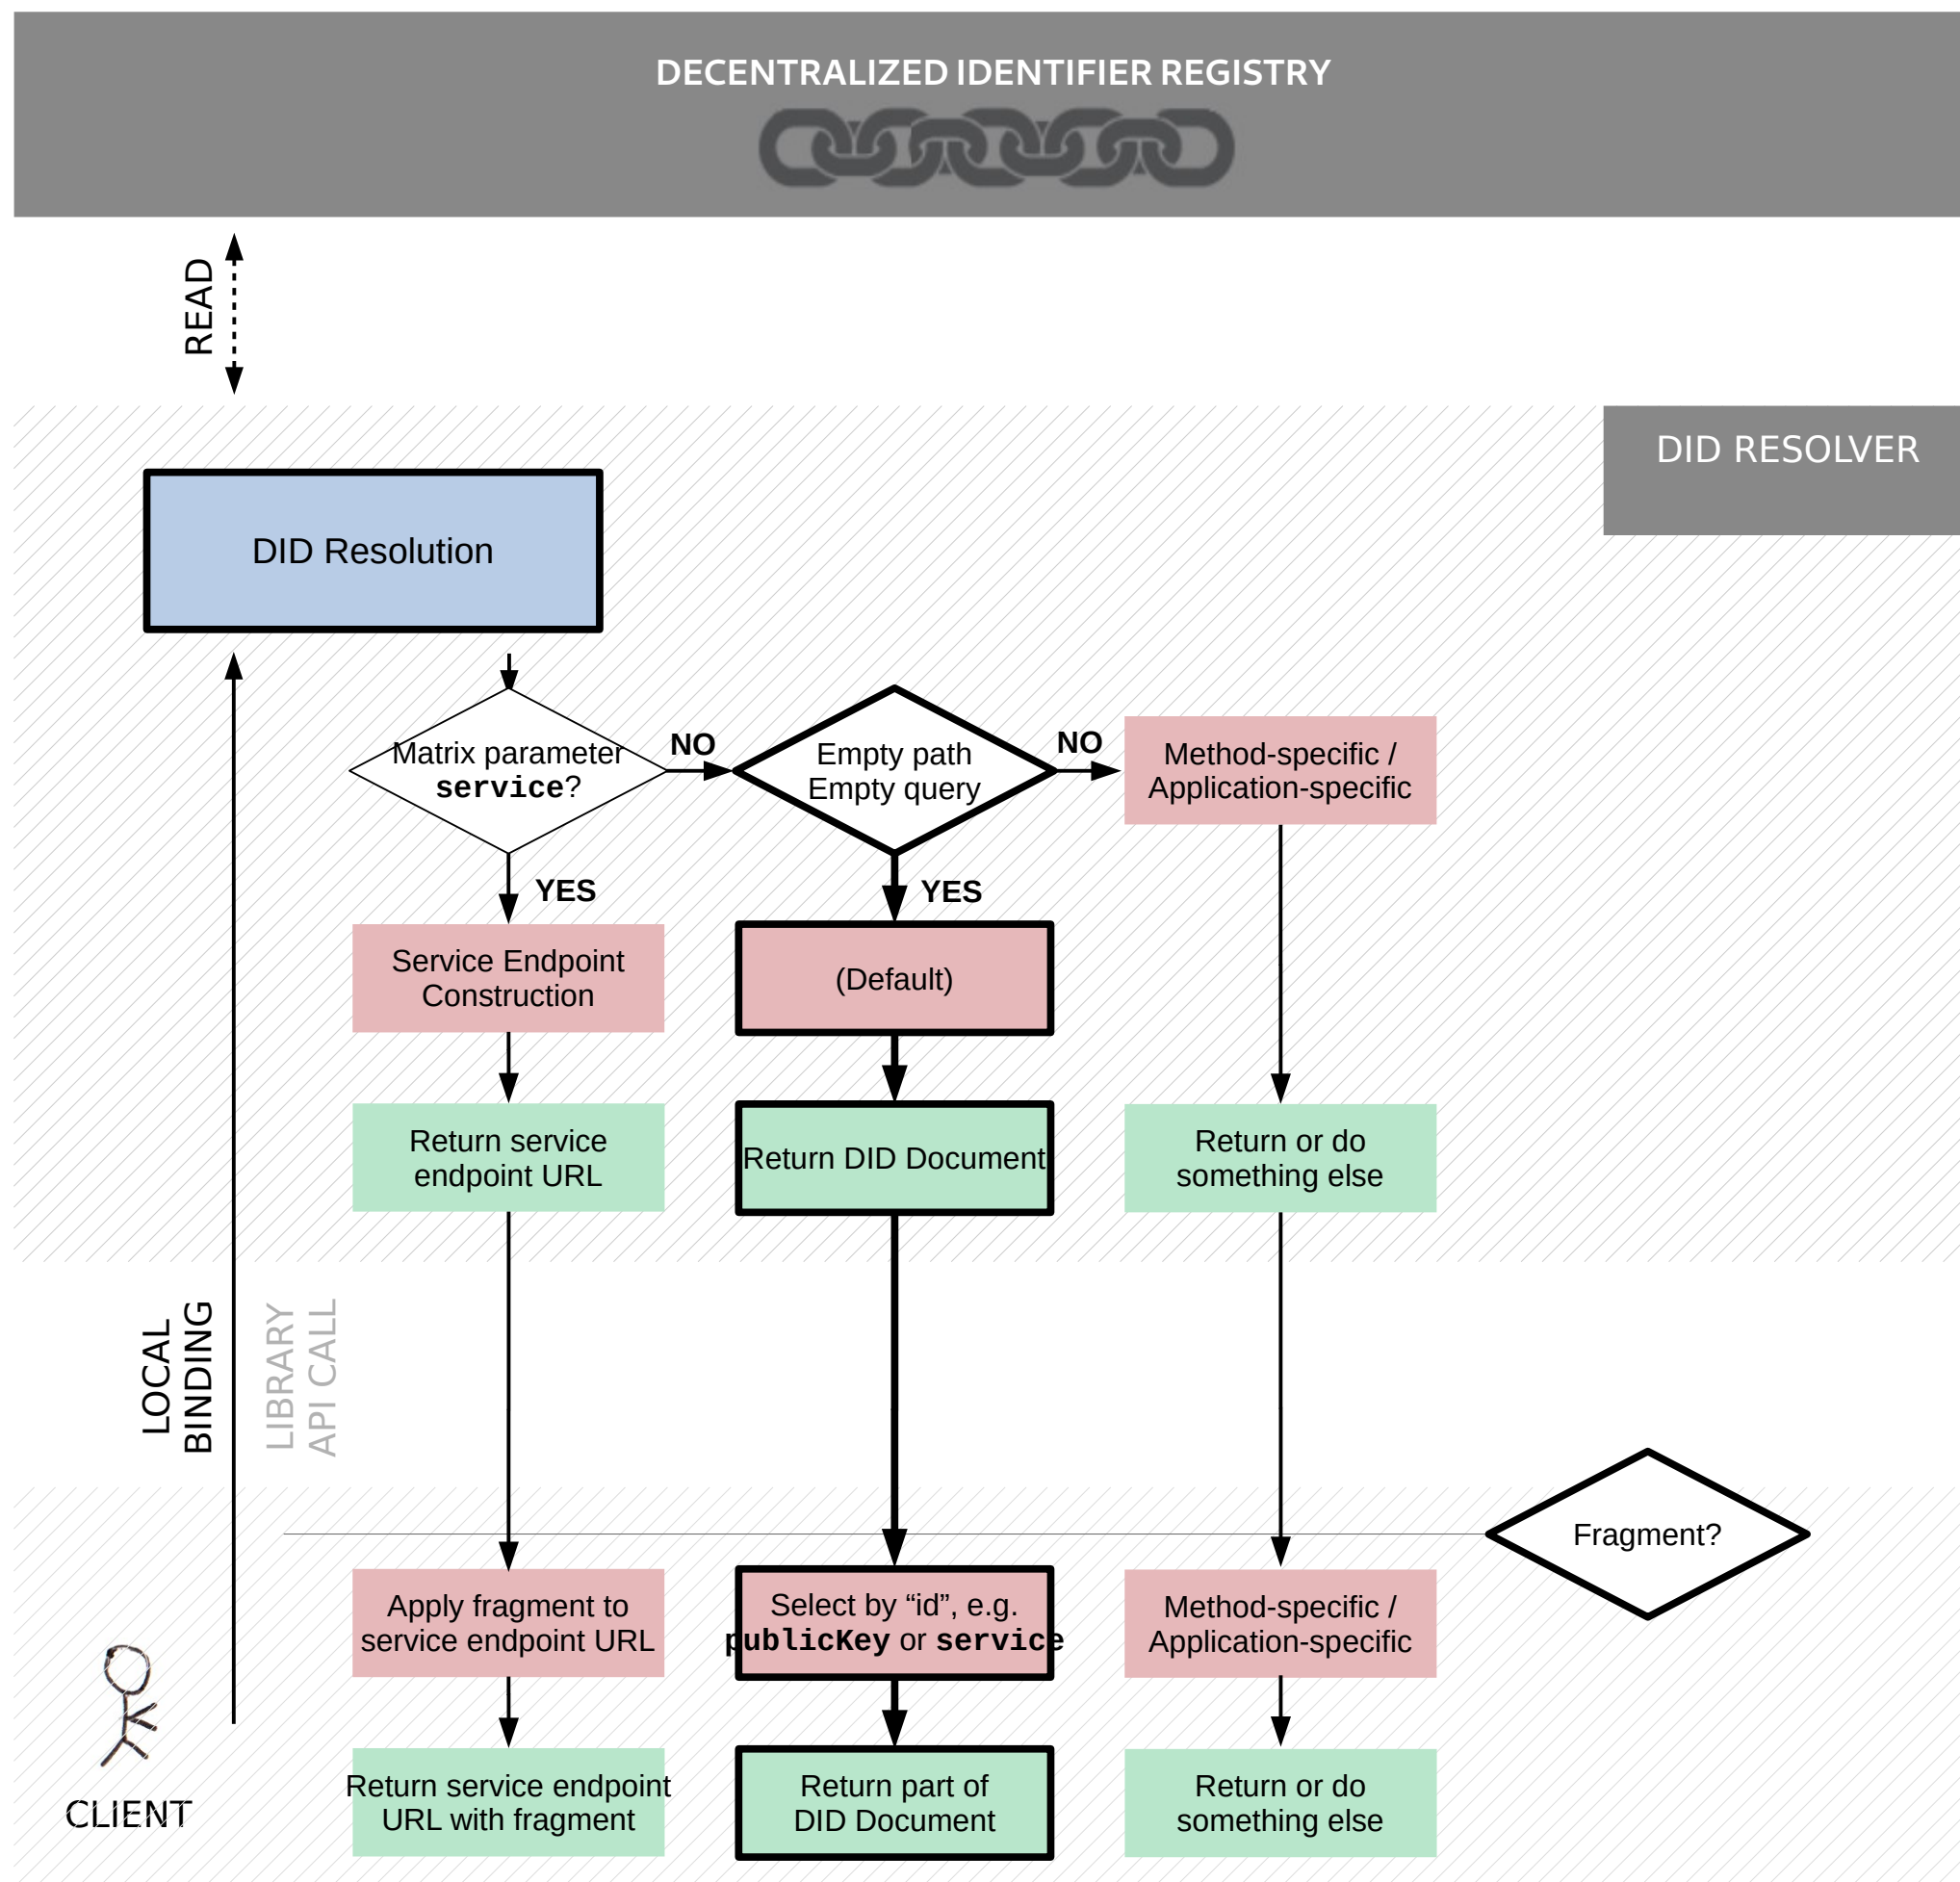 DECENTRALIZED IDENTIFIER REGISTRY
READ
DID RESOLVER
DID Resolution
Matrix parameter
service?
NO
Empty path
Empty query
NO
Method-specific /
Application-specific
YES
YES
Service Endpoint
Construction
(Default)
Return service
endpoint URL
Return DID Document
Return or do
something else
LOCAL
BINDING
LIBRARY
API CALL
Fragment?
Apply fragment to
service endpoint URL
Select by “id”, e.g.
publicKey or service
Method-specific /
Application-specific
CLIENT
Return service endpoint
URL with fragment
Return part of
DID Document
Return or do
something else